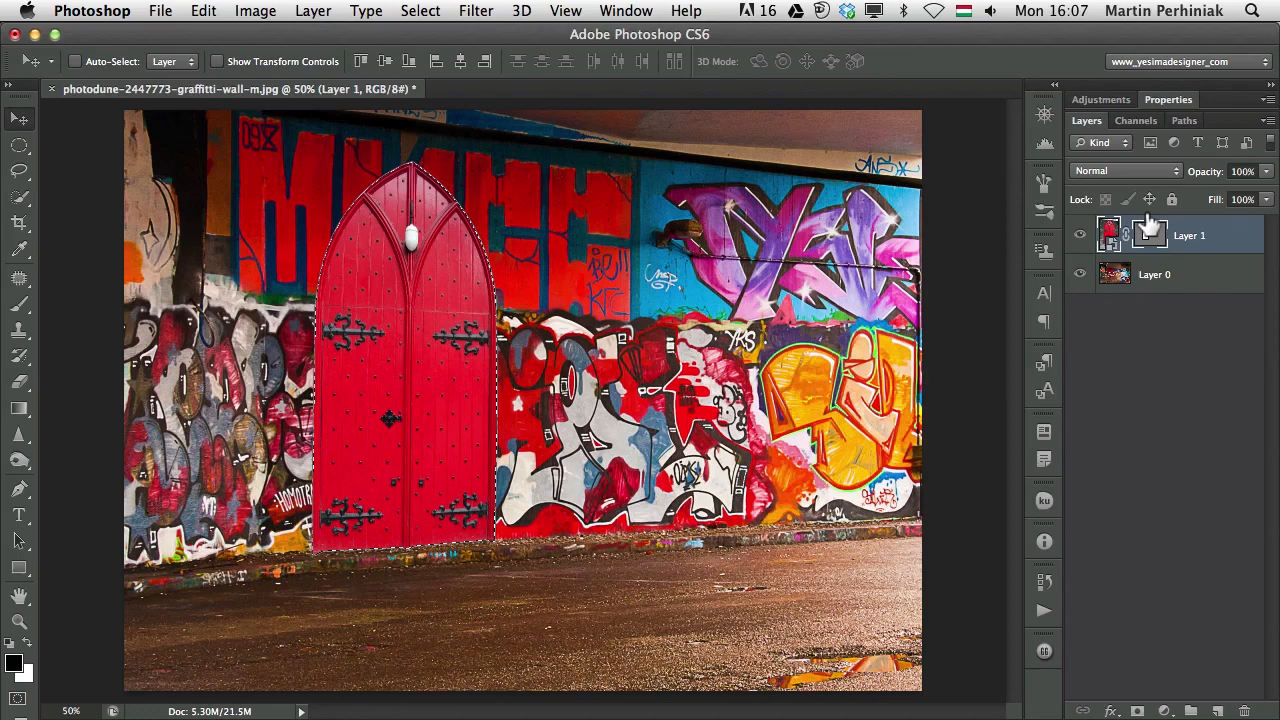 Photoshop File Edit Image Layer Type Select Filter 3D View Window Help 16 Mon 16:07 Martin Perhiniak
Adobe Photoshop CS6
Auto-Select: Layer Show Transform Controls 3D Mode: www_yesimadesigner_com
photodune-2447773-graffitti-wall-m.jpg @ 50% (Layer 1, RGB/8#) *
Adjustments Properties
Layers Channels Paths
Kind
Normal Opacity: 100%
Lock: Fill: 100%
Layer 1
Layer 0
YKS
ku
50% Doc: 5.30M/21.5M